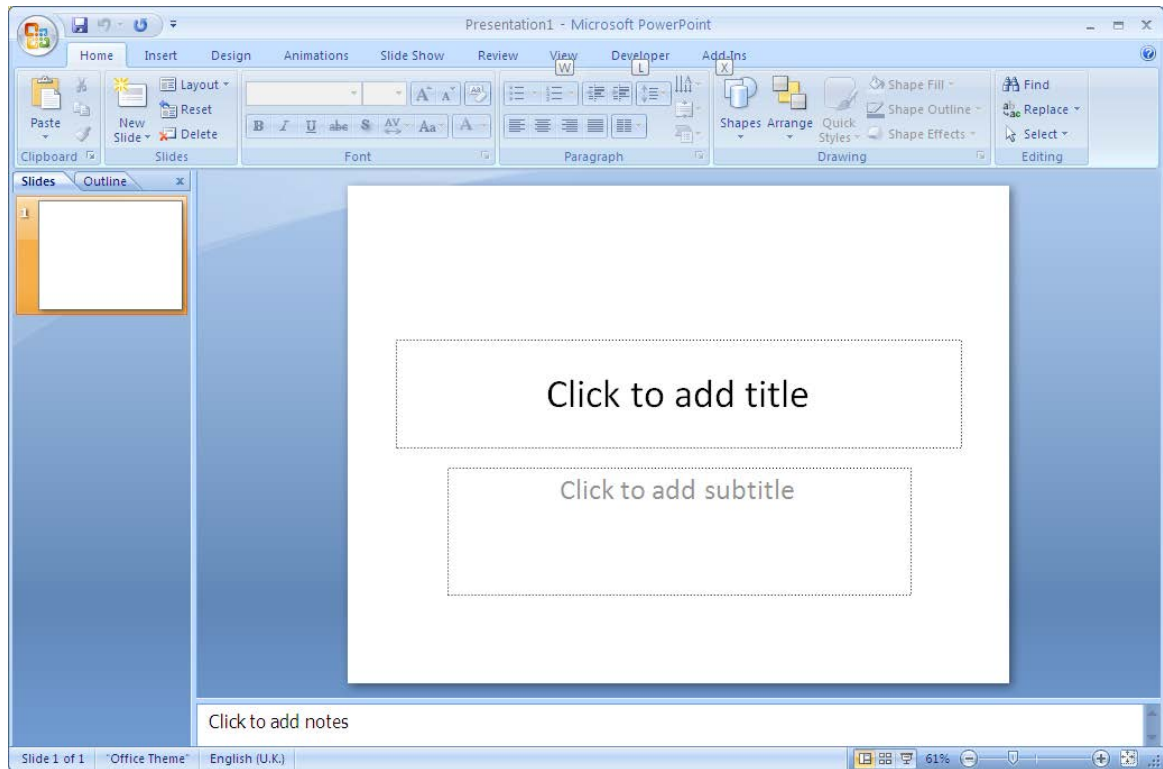 Presentation1 - Microsoft PowerPoint
Home Insert Design Animations Slide Show Review View Developer Add-Ins
W L X
Paste
Clipboard
New Slide
Layout
Reset
Delete
Slides
B I U abc S AV Aa A
A A
Font
Paragraph
Shapes Arrange Quick Styles
Shape Fill
Shape Outline
Shape Effects
Drawing
Find
Replace
Select
Editing
Slides Outline x
1
Click to add title
Click to add subtitle
Click to add notes
Slide 1 of 1 "Office Theme" English (U.K.) 61%